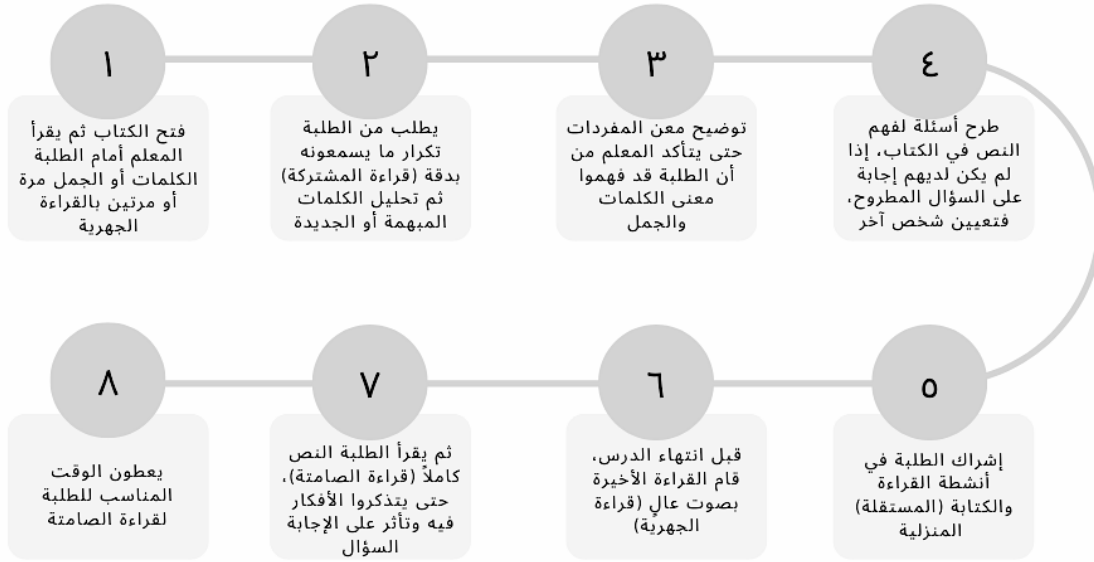 ١
فتح الكتاب ثم يقرأ
المعلم أمام الطلبة
الكلمات أو الجمل مرة
أو مرتين بالقراءة
الجهرية
٢
يطلب من الطلبة
تكرار ما يسمعونه
بدقة (قراءة المشتركة)
ثم تحليل الكلمات
المبهمة أو الجديدة
٣
توضيح معن المفردات
حتى يتأكد المعلم من
أن الطلبة قد فهموا
معنى الكلمات
والجمل
٤
طرح أسئلة لفهم
النص في الكتاب، إذا
لم يكن لديهم إجابة
على السؤال المطروح،
فتعيين شخص آخر
٥
إشراك الطلبة في
أنشطة القراءة
والكتابة (المستقلة)
المنزلية
٦
قبل انتهاء الدرس،
قام القراءة الأخيرة
بصوت عالٍ (قراءة
الجهرية)
٧
ثم يقرأ الطلبة النص
كاملاً (قراءة الصامتة)،
حتى يتذكروا الأفكار
فيه وتأثر على الإجابة
السؤال
٨
يعطون الوقت
المناسب للطلبة
لقراءة الصامتة